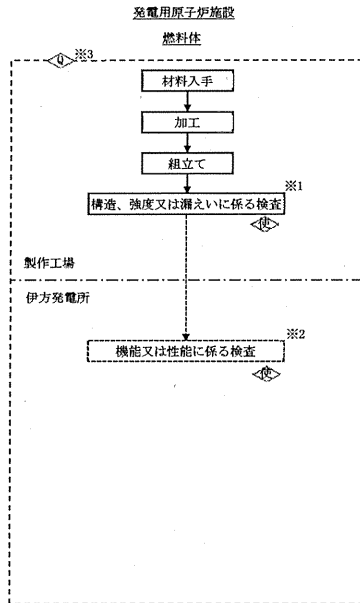 発電用原子炉施設
燃料体
Q ※3
材料入手
加工
組立て
※1
構造、強度又は漏えいに係る検査
使
製作工場
伊方発電所
※2
機能又は性能に係る検査
使